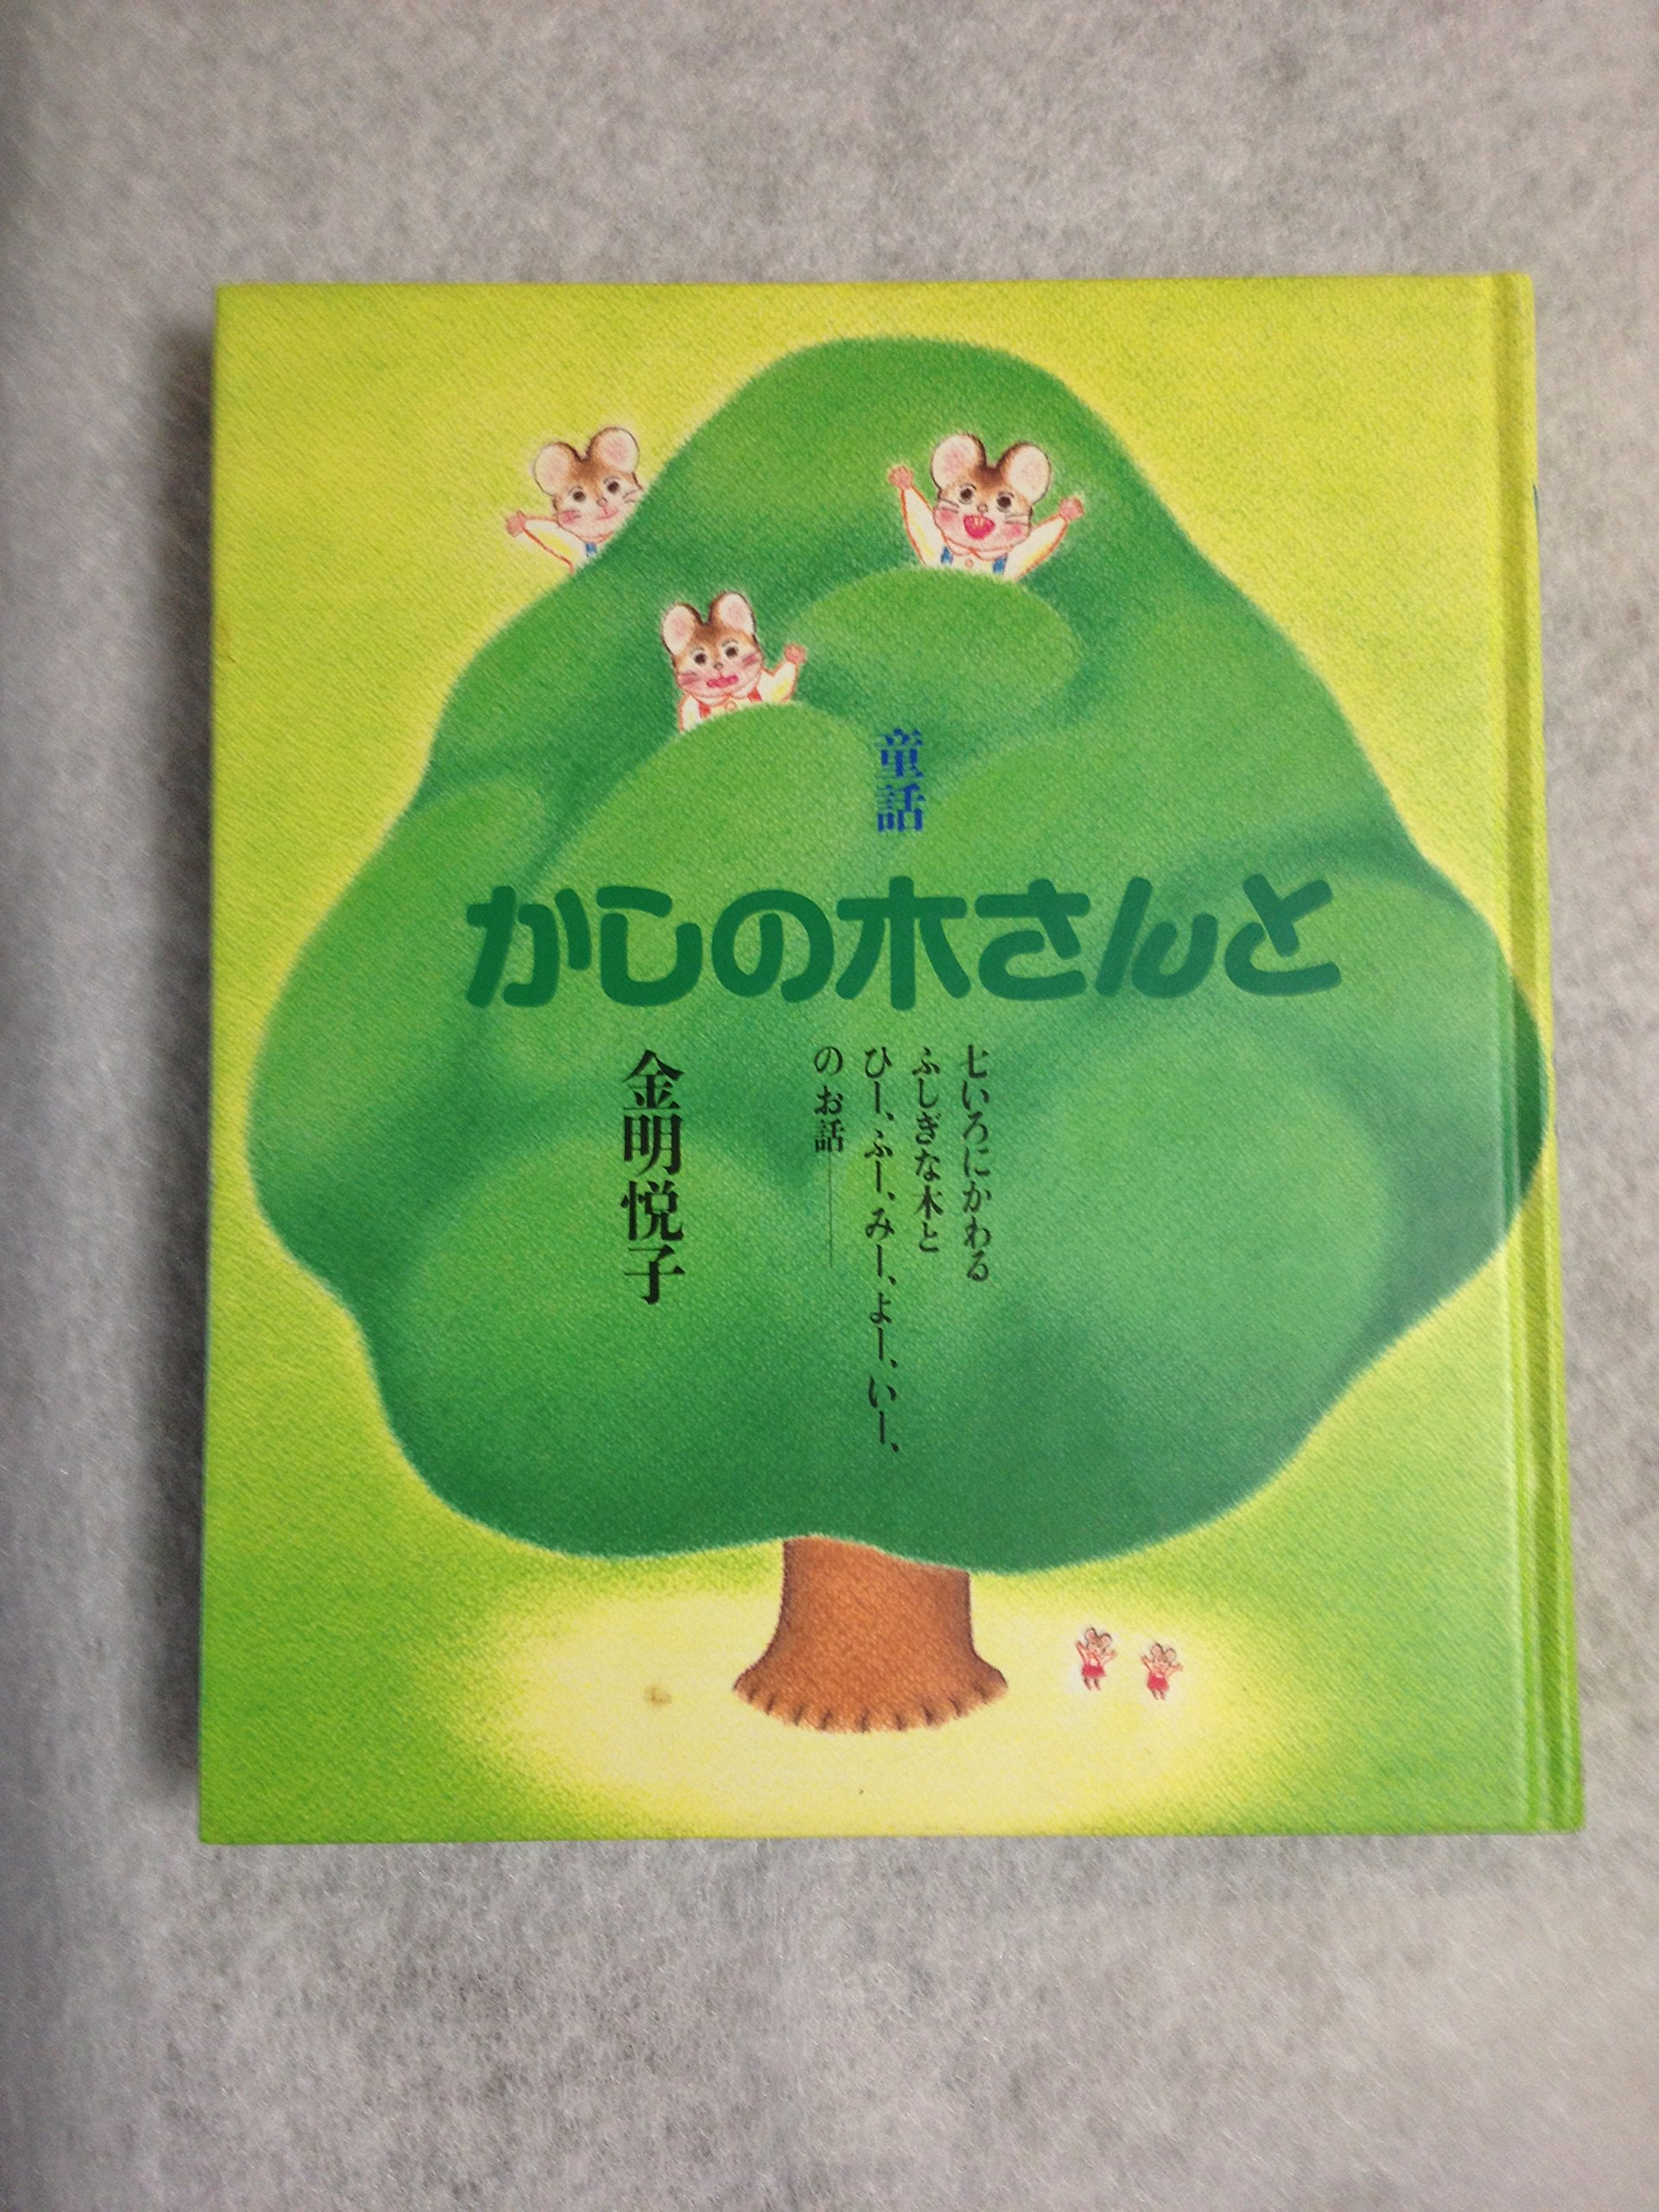 童話
かしの木さんと
七いろにかわる
ふしぎな木と
ひー、ふー、みー、よー、いー、
のお話――
金明悦子